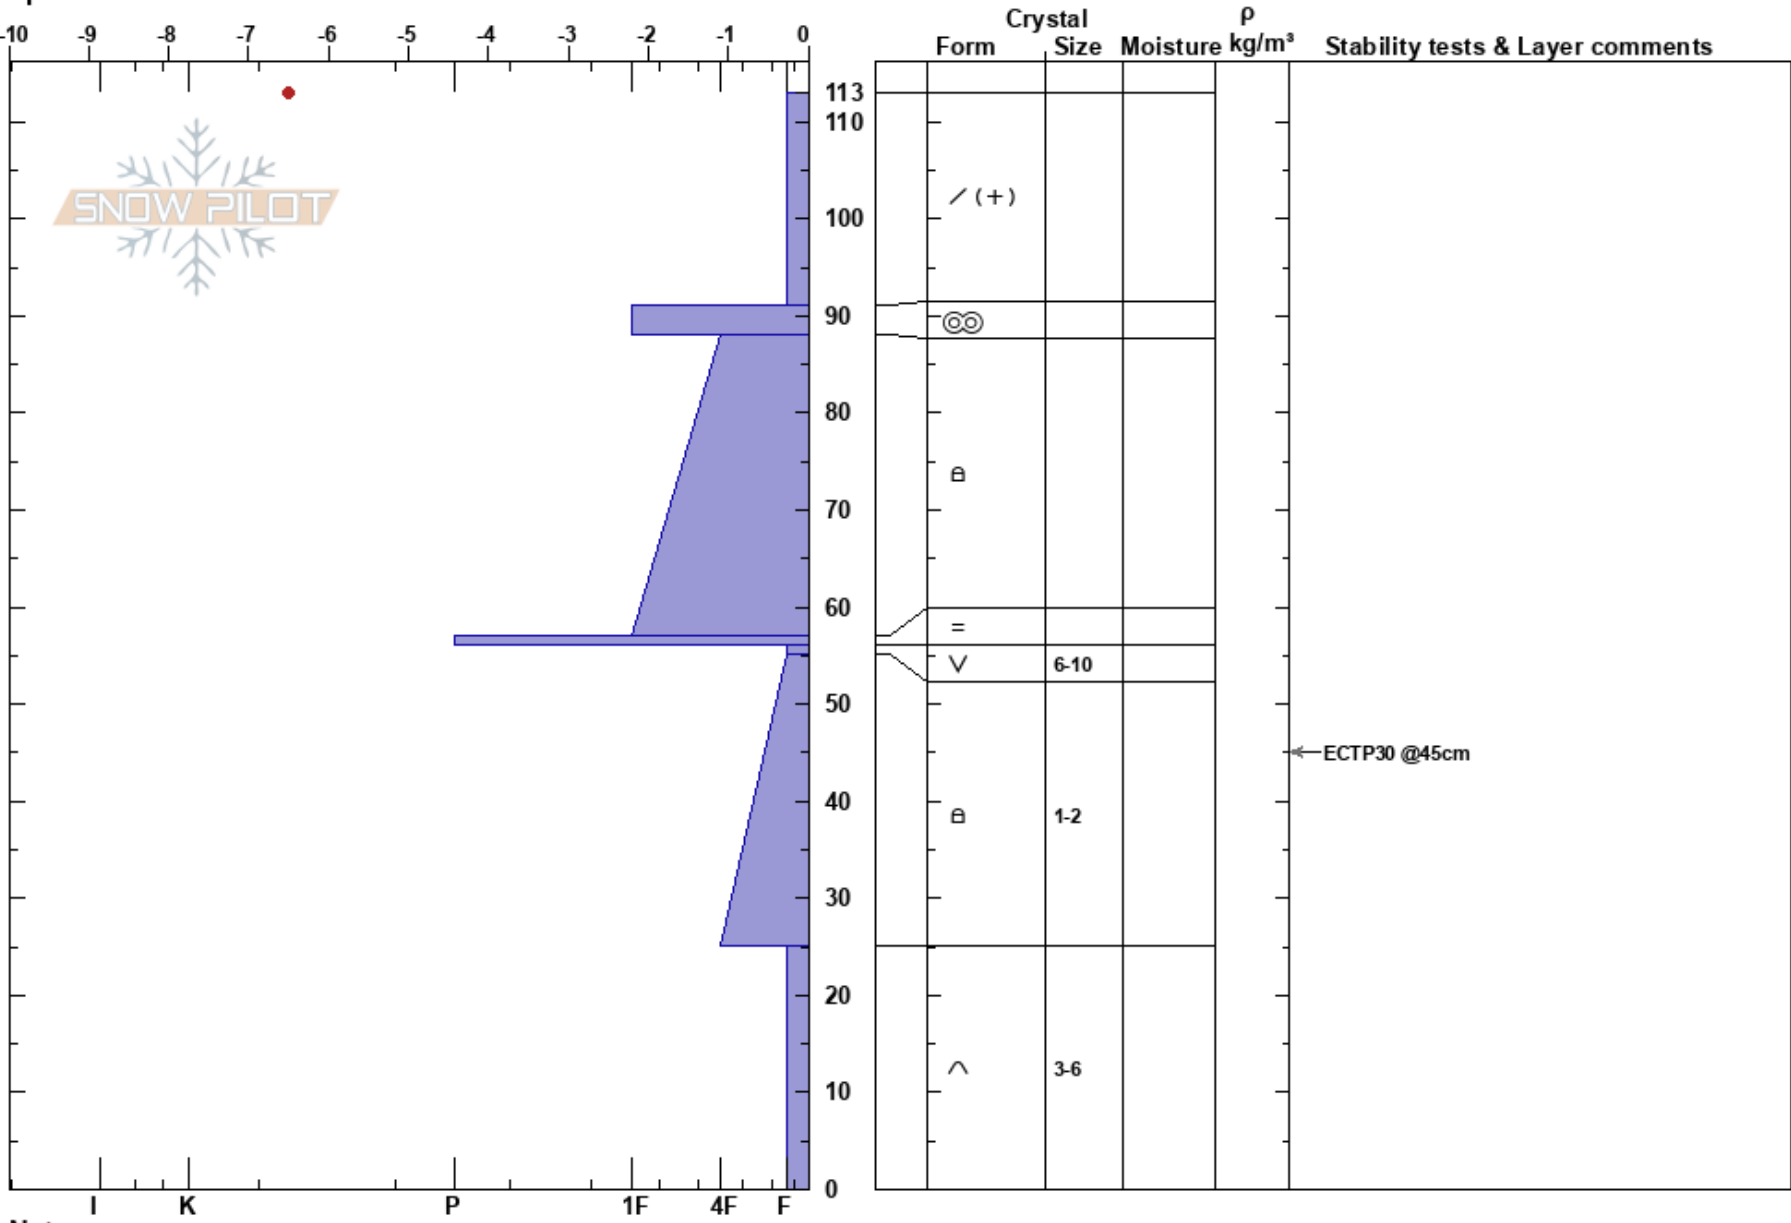 Crystal ρ
-10 -9 -8 -7 -6 -5 -4 -3 -2 -1 0
Form Size Moisture kg/m³ Stability tests & Layer comments
113
110
SNOW PILOT
/ (+)
100
90
80
70
60
=
V 6-10
50
ECTP30 @45cm
40
1-2
30
20
^ 3-6
10
0
I K P 1F 4F F